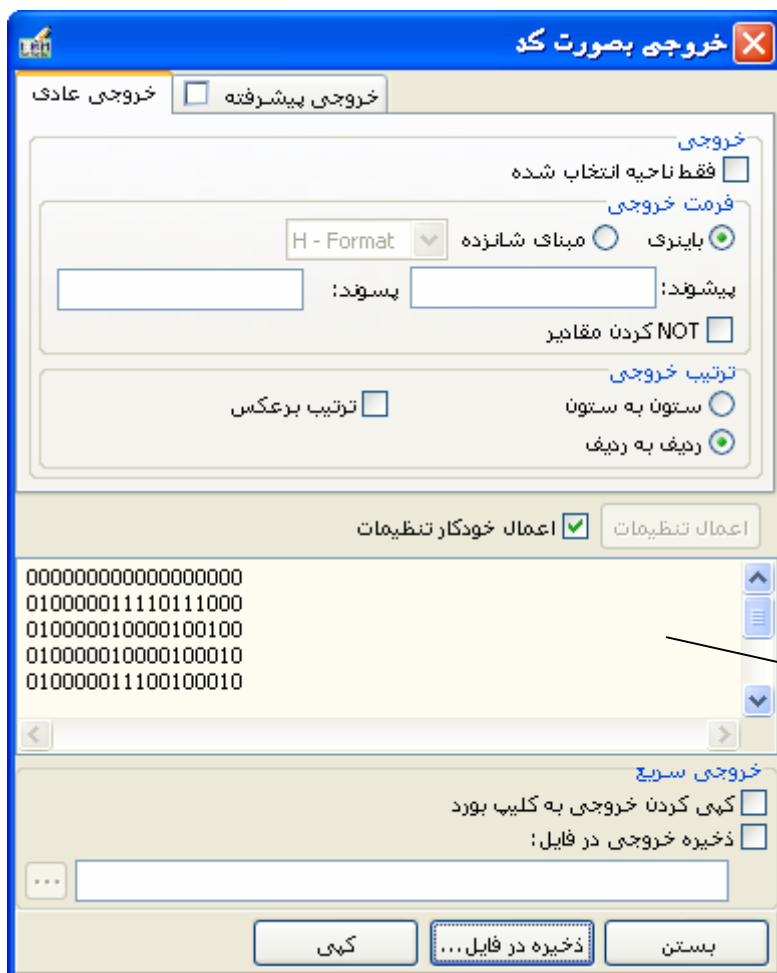 خروجی بصورت کد
خروجی عادی
خروجی پیشرفته
خروجی
فقط ناحیه انتخاب شده
فرمت خروجی
باینری مبنای شانزده H - Format
پیشوند: پسوند:
NOT کردن مقادیر
ترتیب خروجی
ستون به ستون ترتیب برعکس
ردیف به ردیف
اعمال تنظیمات اعمال خودکار تنظیمات
000000000000000000
010000011110111000
010000010000100100
010000010000100010
010000011100100010
خروجی سریع
کپی کردن خروجی به کلیپ بورد
ذخیره خروجی در فایل:
...
بستن ذخیره در فایل... کپی